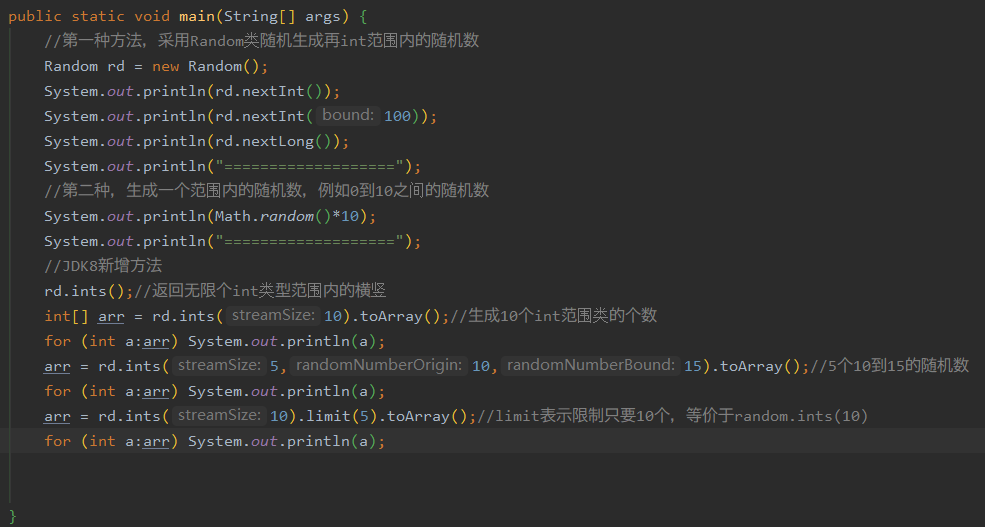 public static void main(String[] args) {
//第一种方法，采用Random类随机生成再int范围内的随机数
Random rd = new Random();
System.out.println(rd.nextInt());
System.out.println(rd.nextInt( bound: 100));
System.out.println(rd.nextLong());
System.out.println("===================");
//第二种，生成一个范围内的随机数，例如0到10之间的随机数
System.out.println(Math.random()*10);
System.out.println("===================");
//JDK8新增方法
rd.ints();//返回无限个int类型范围内的横竖
int[] arr = rd.ints( streamSize: 10).toArray();//生成10个int范围类的个数
for (int a:arr) System.out.println(a);
arr = rd.ints( streamSize: 5, randomNumberOrigin: 10, randomNumberBound: 15).toArray();//5个10到15的随机数
for (int a:arr) System.out.println(a);
arr = rd.ints( streamSize: 10).limit(5).toArray();//limit表示限制只要10个，等价于random.ints(10)
for (int a:arr) System.out.println(a);
}